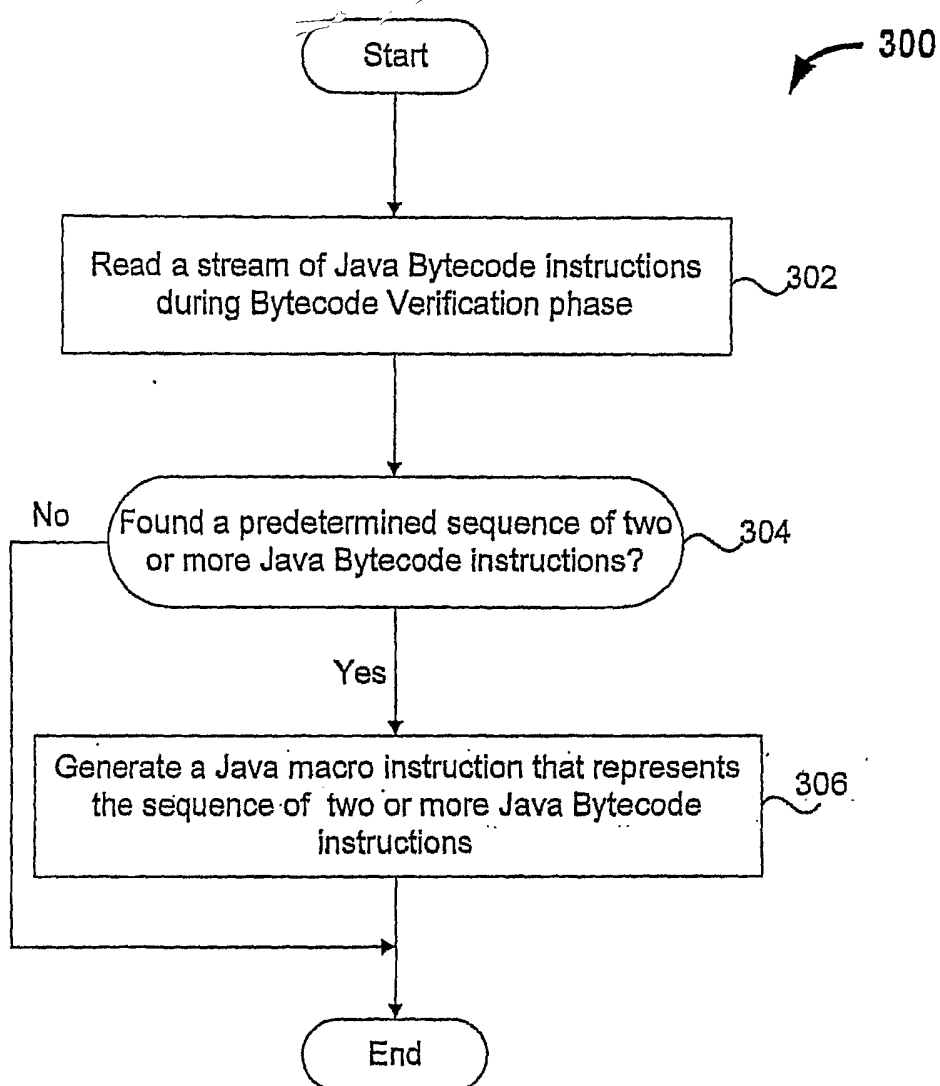 Start
300
Read a stream of Java Bytecode instructions
during Bytecode Verification phase
302
No
Found a predetermined sequence of two
or more Java Bytecode instructions?
304
Yes
Generate a Java macro instruction that represents
the sequence of two or more Java Bytecode
instructions
306
End